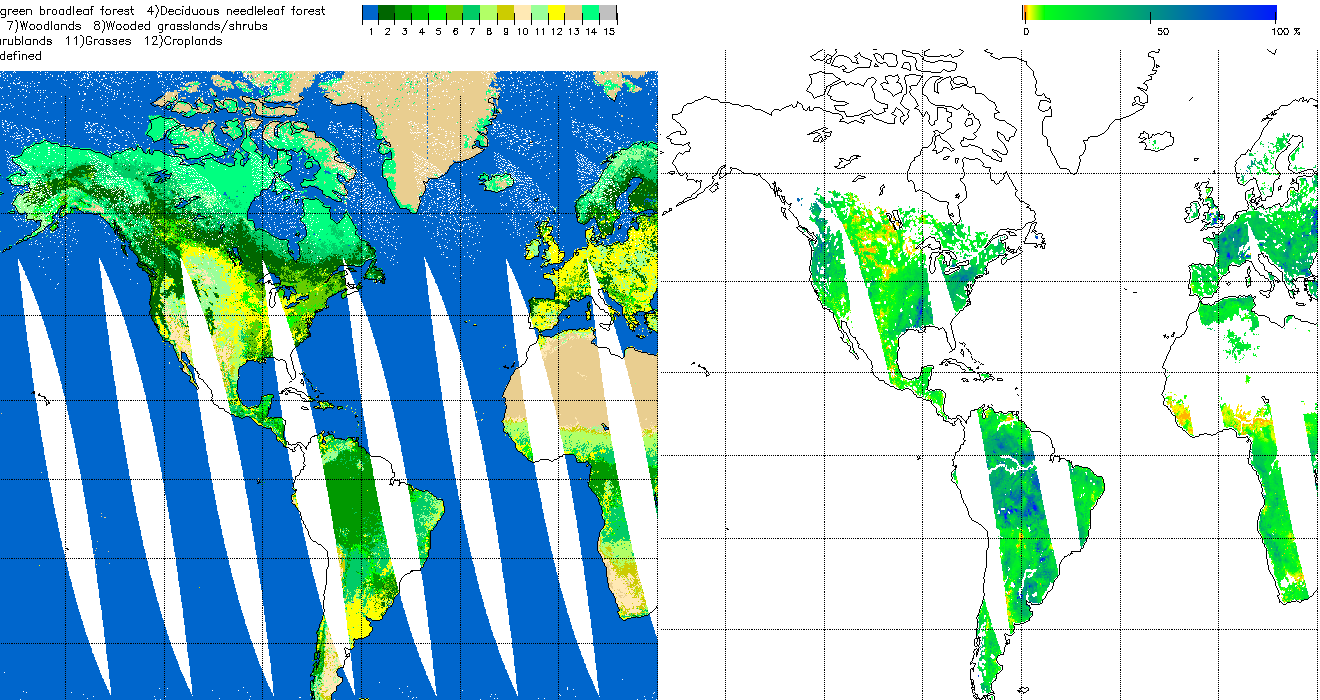 green broadleaf forest 4)Deciduous needleleaf forest
7)Woodlands 8)Wooded grasslands/shrubs
rublands 11)Grasses 12)Croplands
defined
1 2 3 4 5 6 7 8 9 10 11 12 13 14 15
0 50 100 %